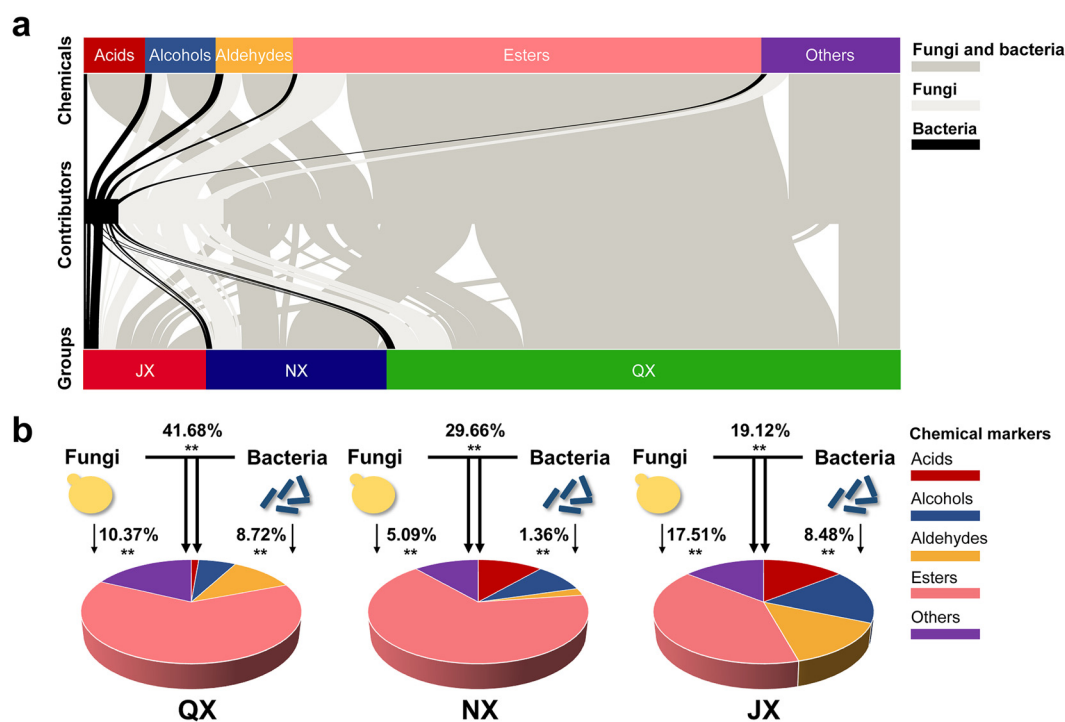 a
Chemicals
Contributors
Groups
Acids Alcohols Aldehydes Esters Others
JX NX QX
Fungi and bacteria
Fungi
Bacteria
b
41.68%
**
Fungi Bacteria
10.37% 8.72%
** **
QX
29.66%
**
Fungi Bacteria
5.09% 1.36%
** **
NX
19.12%
**
Fungi Bacteria
17.51% 8.48%
** **
JX
Chemical markers
Acids
Alcohols
Aldehydes
Esters
Others